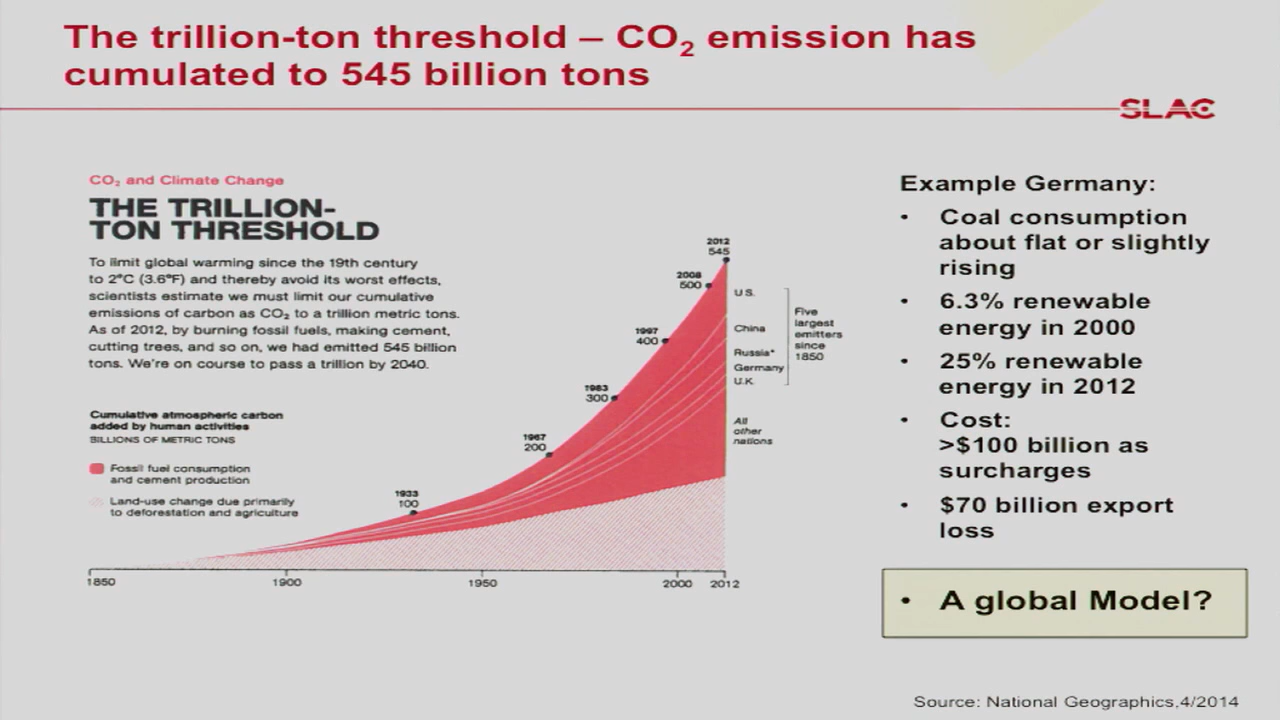 The trillion-ton threshold – CO₂ emission has
cumulated to 545 billion tons
SLAC
CO₂ and Climate Change
THE TRILLION-
TON THRESHOLD
To limit global warming since the 19th century
to 2°C (3.6°F) and thereby avoid its worst effects,
scientists estimate we must limit our cumulative
emissions of carbon as CO₂ to a trillion metric tons.
As of 2012, by burning fossil fuels, making cement,
cutting trees, and so on, we had emitted 545 billion
tons. We're on course to pass a trillion by 2040.
Cumulative atmospheric carbon
added by human activities
BILLIONS OF METRIC TONS
Fossil fuel consumption
and cement production
Land-use change due primarily
to deforestation and agriculture
2012
545
2008
500
1997
400
1983
300
1967
200
1933
100
U.S.
China
Russia*
Germany
U.K.
Five
largest
emitters
since
1850
All
other
nations
1850
1900
1950
2000
2012
Example Germany:
• Coal consumption
about flat or slightly
rising
• 6.3% renewable
energy in 2000
• 25% renewable
energy in 2012
• Cost:
>$100 billion as
surcharges
• $70 billion export
loss
• A global Model?
Source: National Geographics,4/2014